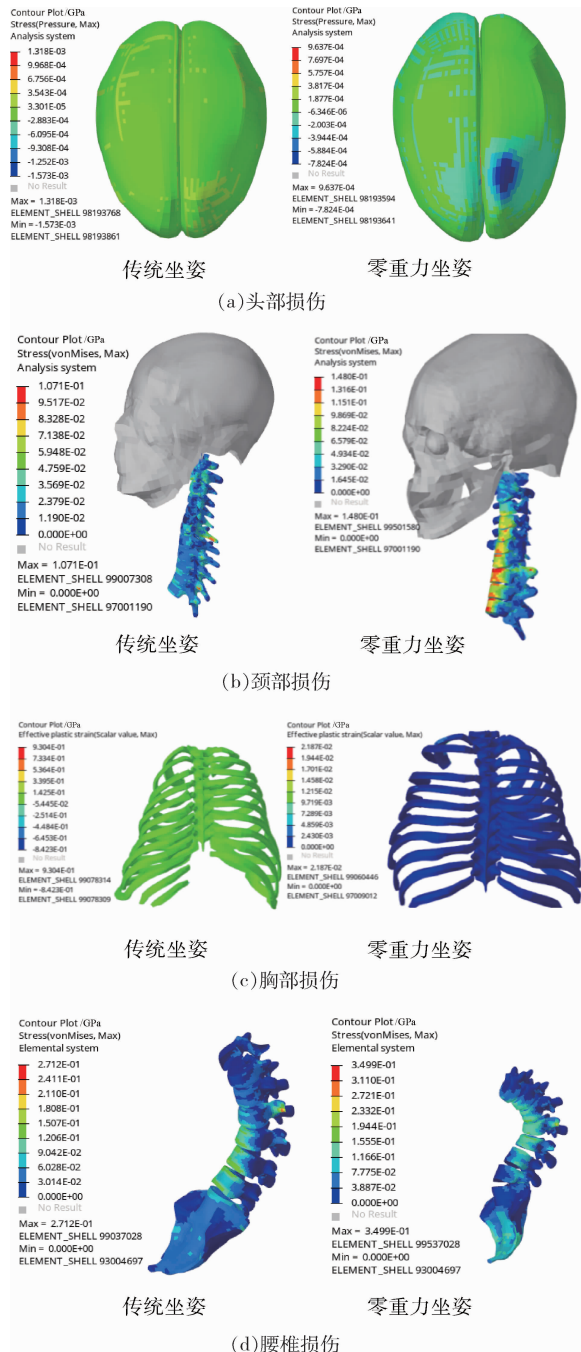 Contour Plot /GPa
Stress(Pressure, Max)
Analysis system
1.318E-03
9.968E-04
6.756E-04
3.543E-04
3.301E-05
-2.883E-04
-6.095E-04
-9.308E-04
-1.252E-03
-1.573E-03
No Result
Max = 1.318E-03
ELEMENT_SHELL 98193768
Min = -1.573E-03
ELEMENT_SHELL 98193861
Contour Plot /GPa
Stress(Pressure, Max)
Analysis system
9.637E-04
7.697E-04
5.757E-04
3.817E-04
1.877E-04
-6.346E-06
-2.003E-04
-3.944E-04
-5.884E-04
-7.824E-04
No Result
Max = 9.637E-04
ELEMENT_SHELL 98193594
Min = -7.824E-04
ELEMENT_SHELL 98193641
传统坐姿
零重力坐姿
(a)头部损伤
Contour Plot /GPa
Stress(vonMises, Max)
Analysis system
1.071E-01
9.517E-02
8.328E-02
7.138E-02
5.948E-02
4.759E-02
3.569E-02
2.379E-02
1.190E-02
0.000E+00
No Result
Max = 1.071E-01
ELEMENT_SHELL 99007308
Min = 0.000E+00
ELEMENT_SHELL 97001190
Contour Plot /GPa
Stress(vonMises, Max)
Analysis system
1.480E-01
1.316E-01
1.151E-01
9.869E-02
8.224E-02
6.579E-02
4.934E-02
3.290E-02
1.645E-02
0.000E+00
No Result
Max = 1.480E-01
ELEMENT_SHELL 99501580
Min = 0.000E+00
ELEMENT_SHELL 97001190
传统坐姿
零重力坐姿
(b)颈部损伤
Contour Plot /GPa
Effective plastic strain(Scalar value, Max)
9.304E-01
7.334E-01
5.364E-01
3.395E-01
1.425E-01
-5.445E-02
-2.514E-01
-4.484E-01
-6.453E-01
-8.423E-01
No Result
Max = 9.304E-01
ELEMENT_SHELL 99078314
Min = -8.423E-01
ELEMENT_SHELL 99078309
Contour Plot /GPa
Effective plastic strain(Scalar value, Max)
2.187E-02
1.944E-02
1.701E-02
1.458E-02
1.215E-02
9.719E-03
7.289E-03
4.859E-03
2.430E-03
0.000E+00
No Result
Max = 2.187E-02
ELEMENT_SHELL 99060446
Min = 0.000E+00
ELEMENT_SHELL 97009012
传统坐姿
零重力坐姿
(c)胸部损伤
Contour Plot /GPa
Stress(vonMises, Max)
Elemental system
2.712E-01
2.411E-01
2.110E-01
1.808E-01
1.507E-01
1.206E-01
9.042E-02
6.028E-02
3.014E-02
0.000E+00
No Result
Max = 2.712E-01
ELEMENT_SHELL 99037028
Min = 0.000E+00
ELEMENT_SHELL 93004697
Contour Plot /GPa
Stress(vonMises, Max)
Elemental system
3.499E-01
3.110E-01
2.721E-01
2.332E-01
1.944E-01
1.555E-01
1.166E-01
7.775E-02
3.887E-02
0.000E+00
No Result
Max = 3.499E-01
ELEMENT_SHELL 99537028
Min = 0.000E+00
ELEMENT_SHELL 93004697
传统坐姿
零重力坐姿
(d)腰椎损伤